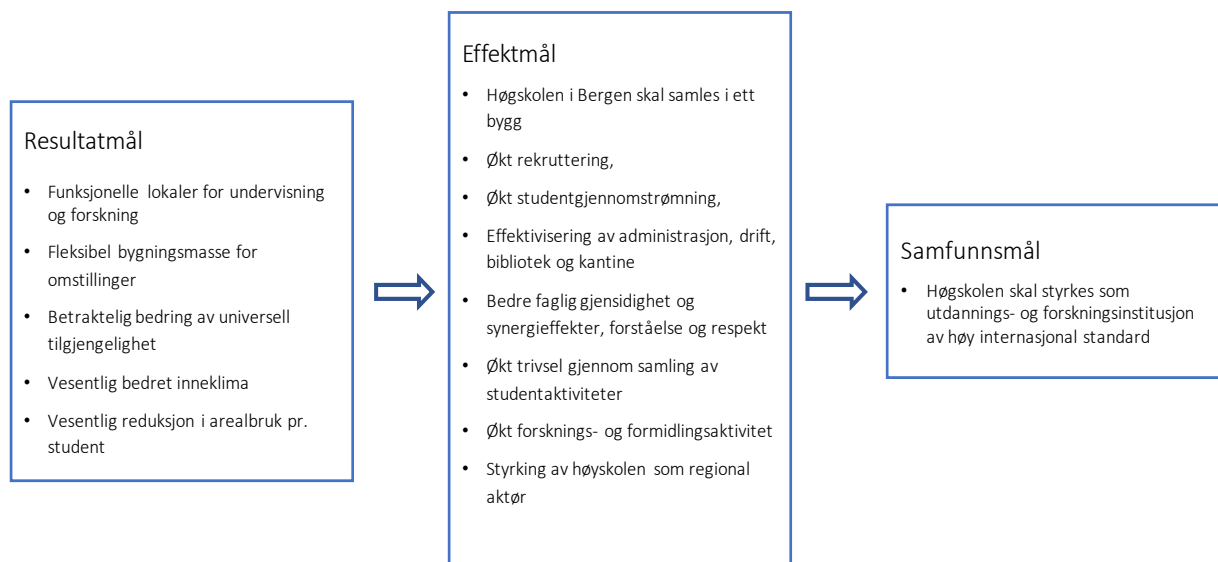 Resultatmål
• Funksjonelle lokaler for undervisning
og forskning
• Fleksibel bygningsmasse for
omstillinger
• Betraktelig bedring av universell
tilgjengelighet
• Vesentlig bedret inneklima
• Vesentlig reduksjon i arealbruk pr.
student
Effektmål
• Høgskolen i Bergen skal samles i ett
bygg
• Økt rekruttering,
• Økt studentgjennomstrømning,
• Effektivisering av administrasjon, drift,
bibliotek og kantine
• Bedre faglig gjensidighet og
synergieffekter, forståelse og respekt
• Økt trivsel gjennom samling av
studentaktiviteter
• Økt forsknings- og formidlingsaktivitet
• Styrking av høyskolen som regional
aktør
Samfunnsmål
• Høgskolen skal styrkes som
utdannings- og forskningsinstitusjon
av høy internasjonal standard